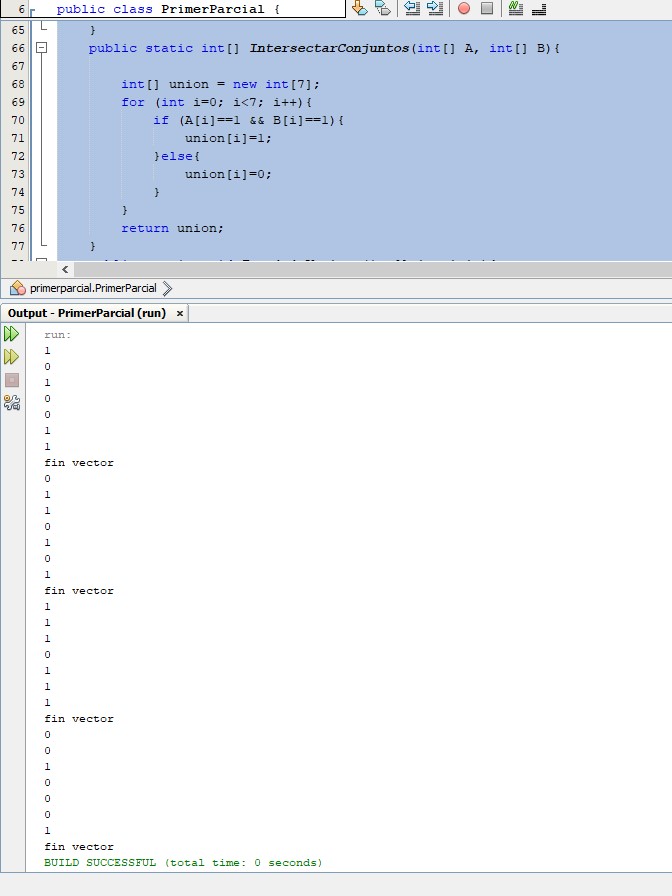 6 public class PrimerParcial {
65 }
66 public static int[] IntersectarConjuntos(int[] A, int[] B){
67
68 int[] union = new int[7];
69 for (int i=0; i<7; i++){
70 if (A[i]==1 && B[i]==1){
71 union[i]=1;
72 }else{
73 union[i]=0;
74 }
75 }
76 return union;
77 }
primerparcial.PrimerParcial
Output - PrimerParcial (run) ×
run:
1
0
1
0
0
1
1
fin vector
0
1
1
0
1
0
1
fin vector
1
1
1
0
1
1
1
fin vector
0
0
1
0
0
0
1
fin vector
BUILD SUCCESSFUL (total time: 0 seconds)